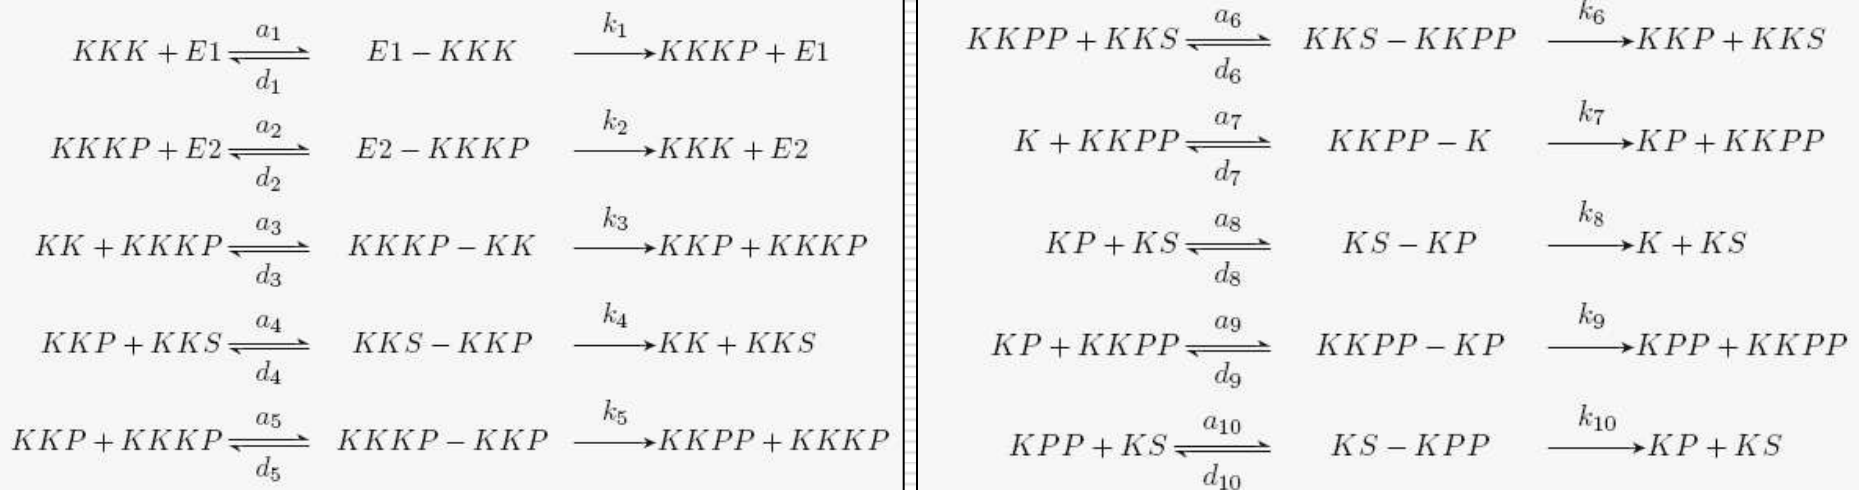 KKK + E1 a1 ⇌ d1 E1 − KKK k1 → KKKP + E1
KKKP + E2 a2 ⇌ d2 E2 − KKKP k2 → KKK + E2
KK + KKKP a3 ⇌ d3 KKKP − KK k3 → KKP + KKKP
KKP + KKS a4 ⇌ d4 KKS − KKP k4 → KK + KKS
KKP + KKKP a5 ⇌ d5 KKKP − KKP k5 → KKPP + KKKP
KKPP + KKS a6 ⇌ d6 KKS − KKPP k6 → KKP + KKS
K + KKPP a7 ⇌ d7 KKPP − K k7 → KP + KKPP
KP + KS a8 ⇌ d8 KS − KP k8 → K + KS
KP + KKPP a9 ⇌ d9 KKPP − KP k9 → KPP + KKPP
KPP + KS a10 ⇌ d10 KS − KPP k10 → KP + KS